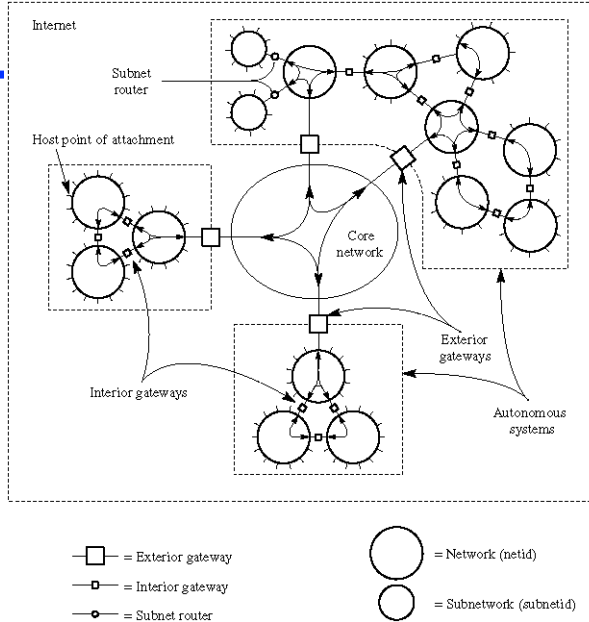 Internet
Subnet
router
Host point of attachment
Core
network
Exterior
gateways
Interior gateways
Autonomous
systems
= Exterior gateway
= Interior gateway
= Subnet router
= Network (netid)
= Subnetwork (subnetid)